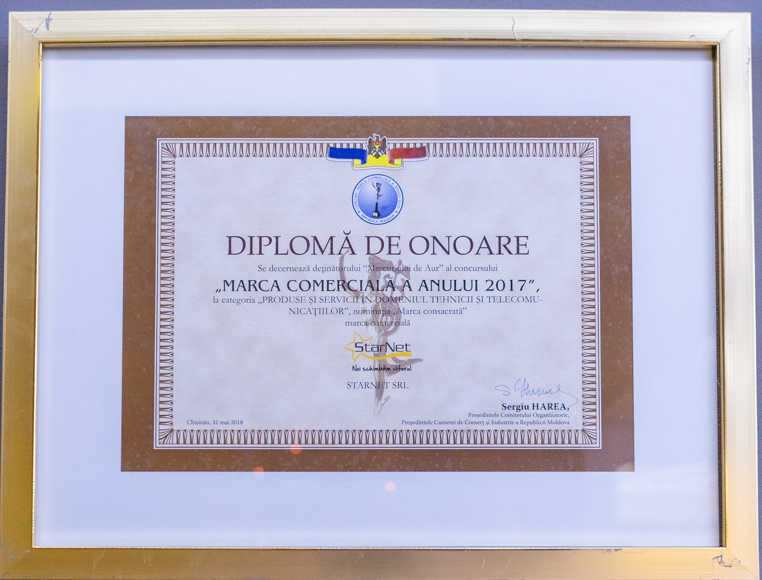 DIPLOMĂ DE ONOARE
Se decernează deţinătorului "Mercurului de Aur" al concursului
„MARCA COMERCIALĂ A ANULUI 2017”,
la categoria „PRODUSE ŞI SERVICII ÎN DOMENIUL TEHNICII ŞI TELECOMU-
NICAŢIILOR”, nominaţia „Marca consacrată”
marca comercială
StarNet
Noi schimbăm viitorul
STARNET SRL
Sergiu HAREA,
Preşedintele Comitetului Organizatoric,
Chişinău, 31 mai 2018
Preşedintele Camerei de Comerţ şi Industrie a Republicii Moldova